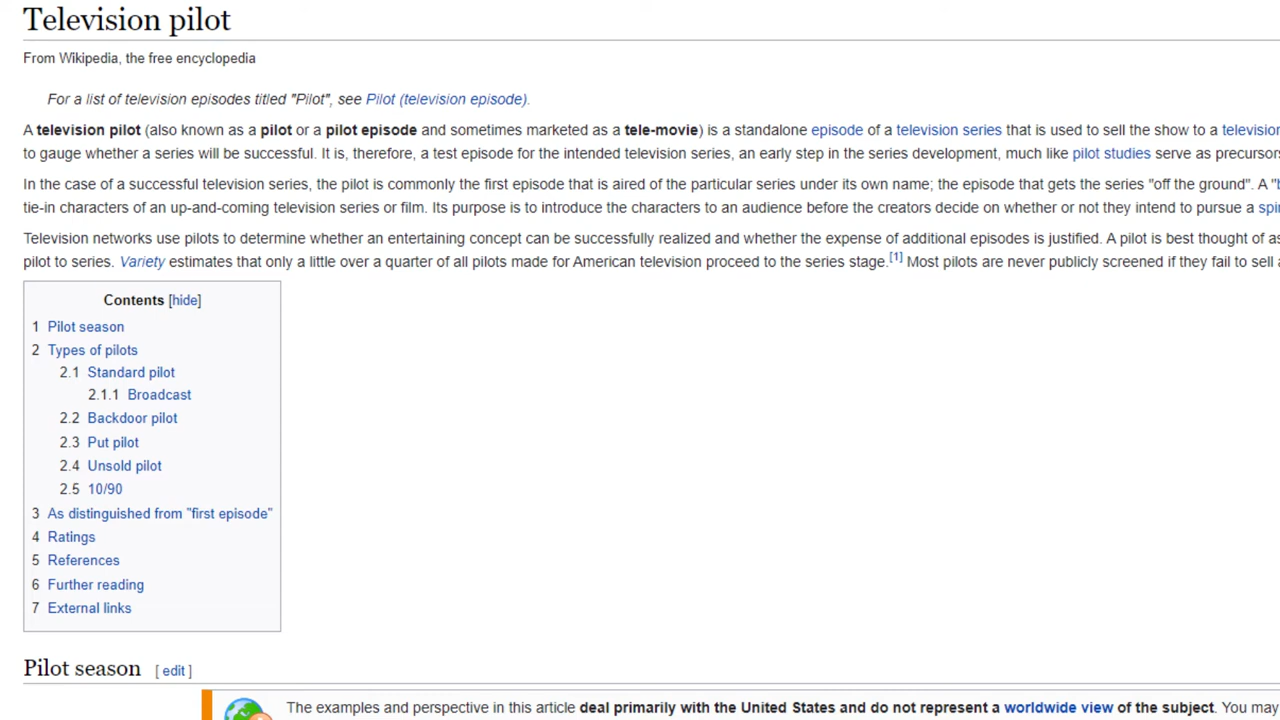 Television pilot
From Wikipedia, the free encyclopedia
For a list of television episodes titled "Pilot", see Pilot (television episode).
A television pilot (also known as a pilot or a pilot episode and sometimes marketed as a tele-movie) is a standalone episode of a television series that is used to sell the show to a television
to gauge whether a series will be successful. It is, therefore, a test episode for the intended television series, an early step in the series development, much like pilot studies serve as precursors
In the case of a successful television series, the pilot is commonly the first episode that is aired of the particular series under its own name; the episode that gets the series "off the ground". A "
tie-in characters of an up-and-coming television series or film. Its purpose is to introduce the characters to an audience before the creators decide on whether or not they intend to pursue a
Television networks use pilots to determine whether an entertaining concept can be successfully realized and whether the expense of additional episodes is justified. A pilot is best thought of as
pilot to series. Variety estimates that only a little over a quarter of all pilots made for American television proceed to the series stage.[1] Most pilots are never publicly screened if they fail to sell
Contents [hide]
1 Pilot season
2 Types of pilots
2.1 Standard pilot
2.1.1 Broadcast
2.2 Backdoor pilot
2.3 Put pilot
2.4 Unsold pilot
2.5 10/90
3 As distinguished from "first episode"
4 Ratings
5 References
6 Further reading
7 External links
Pilot season [ edit ]
The examples and perspective in this article deal primarily with the United States and do not represent a worldwide view of the subject. You may